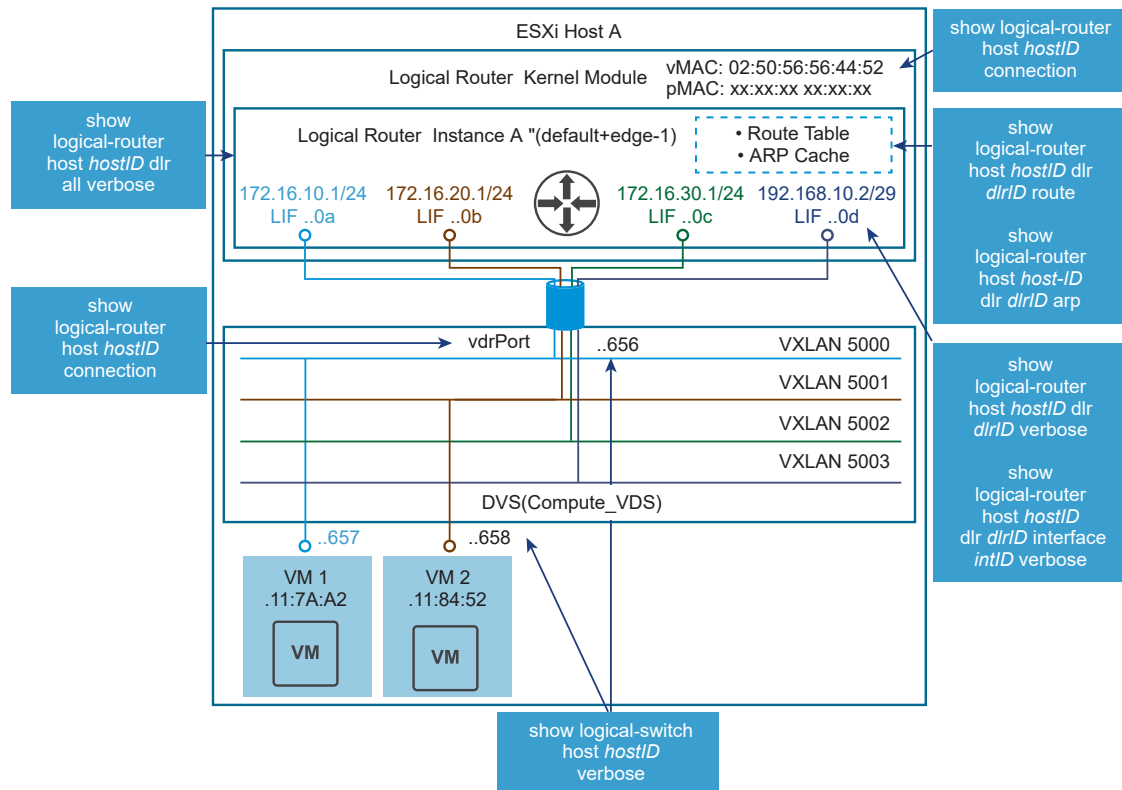 ESXi Host A
show logical-router
host hostID
connection
Logical Router Kernel Module
vMAC: 02:50:56:56:44:52
pMAC: xx:xx:xx xx:xx:xx
show
logical-router
host hostID dlr
all verbose
Logical Router Instance A "(default+edge-1)
• Route Table
• ARP Cache
show
logical-router
host hostID dlr
dlrID route
show
logical-router
host host-ID
dlr dlrID arp
172.16.10.1/24
LIF ..0a
172.16.20.1/24
LIF ..0b
172.16.30.1/24
LIF ..0c
192.168.10.2/29
LIF ..0d
show
logical-router
host hostID
connection
vdrPort
..656
VXLAN 5000
VXLAN 5001
VXLAN 5002
VXLAN 5003
DVS(Compute_VDS)
show
logical-router
host hostID dlr
dlrID verbose
show
logical-router
host hostID
dlr dlrID interface
intID verbose
..657
..658
VM 1
.11:7A:A2
VM
VM 2
.11:84:52
VM
show logical-switch
host hostID
verbose